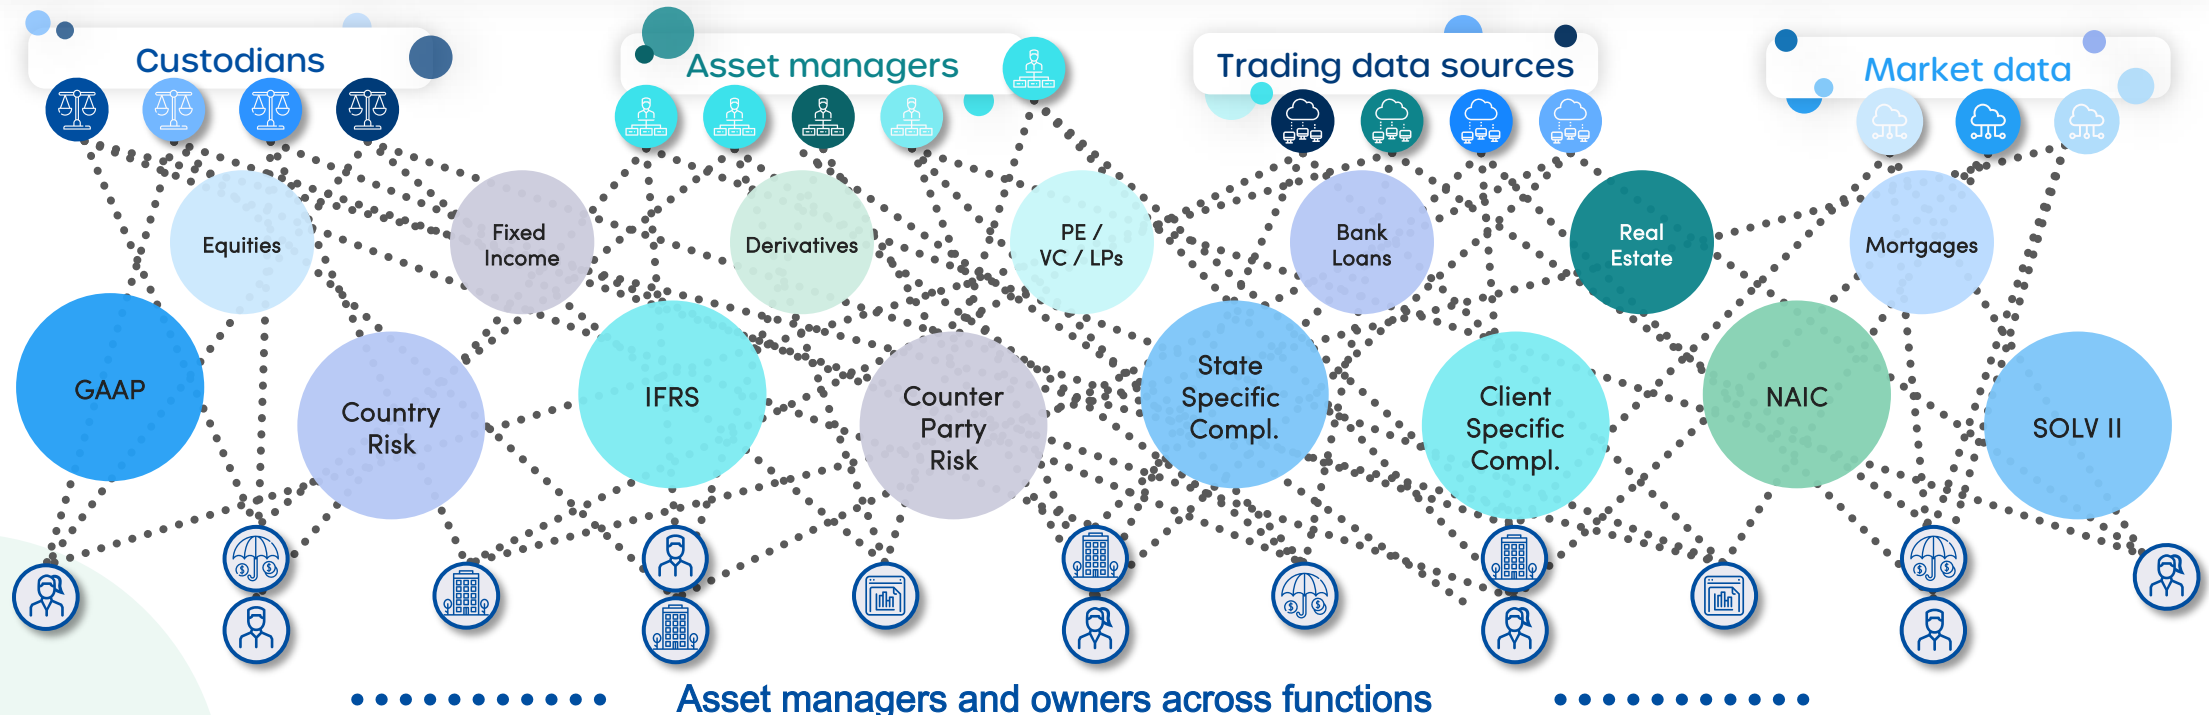 Custodians
Asset managers
Trading data sources
Market data
Equities
Fixed
Income
Derivatives
PE /
VC / LPs
Bank
Loans
Real
Estate
Mortgages
GAAP
Country
Risk
IFRS
Counter
Party
Risk
State
Specific
Compl.
Client
Specific
Compl.
NAIC
SOLV II
Asset managers and owners across functions